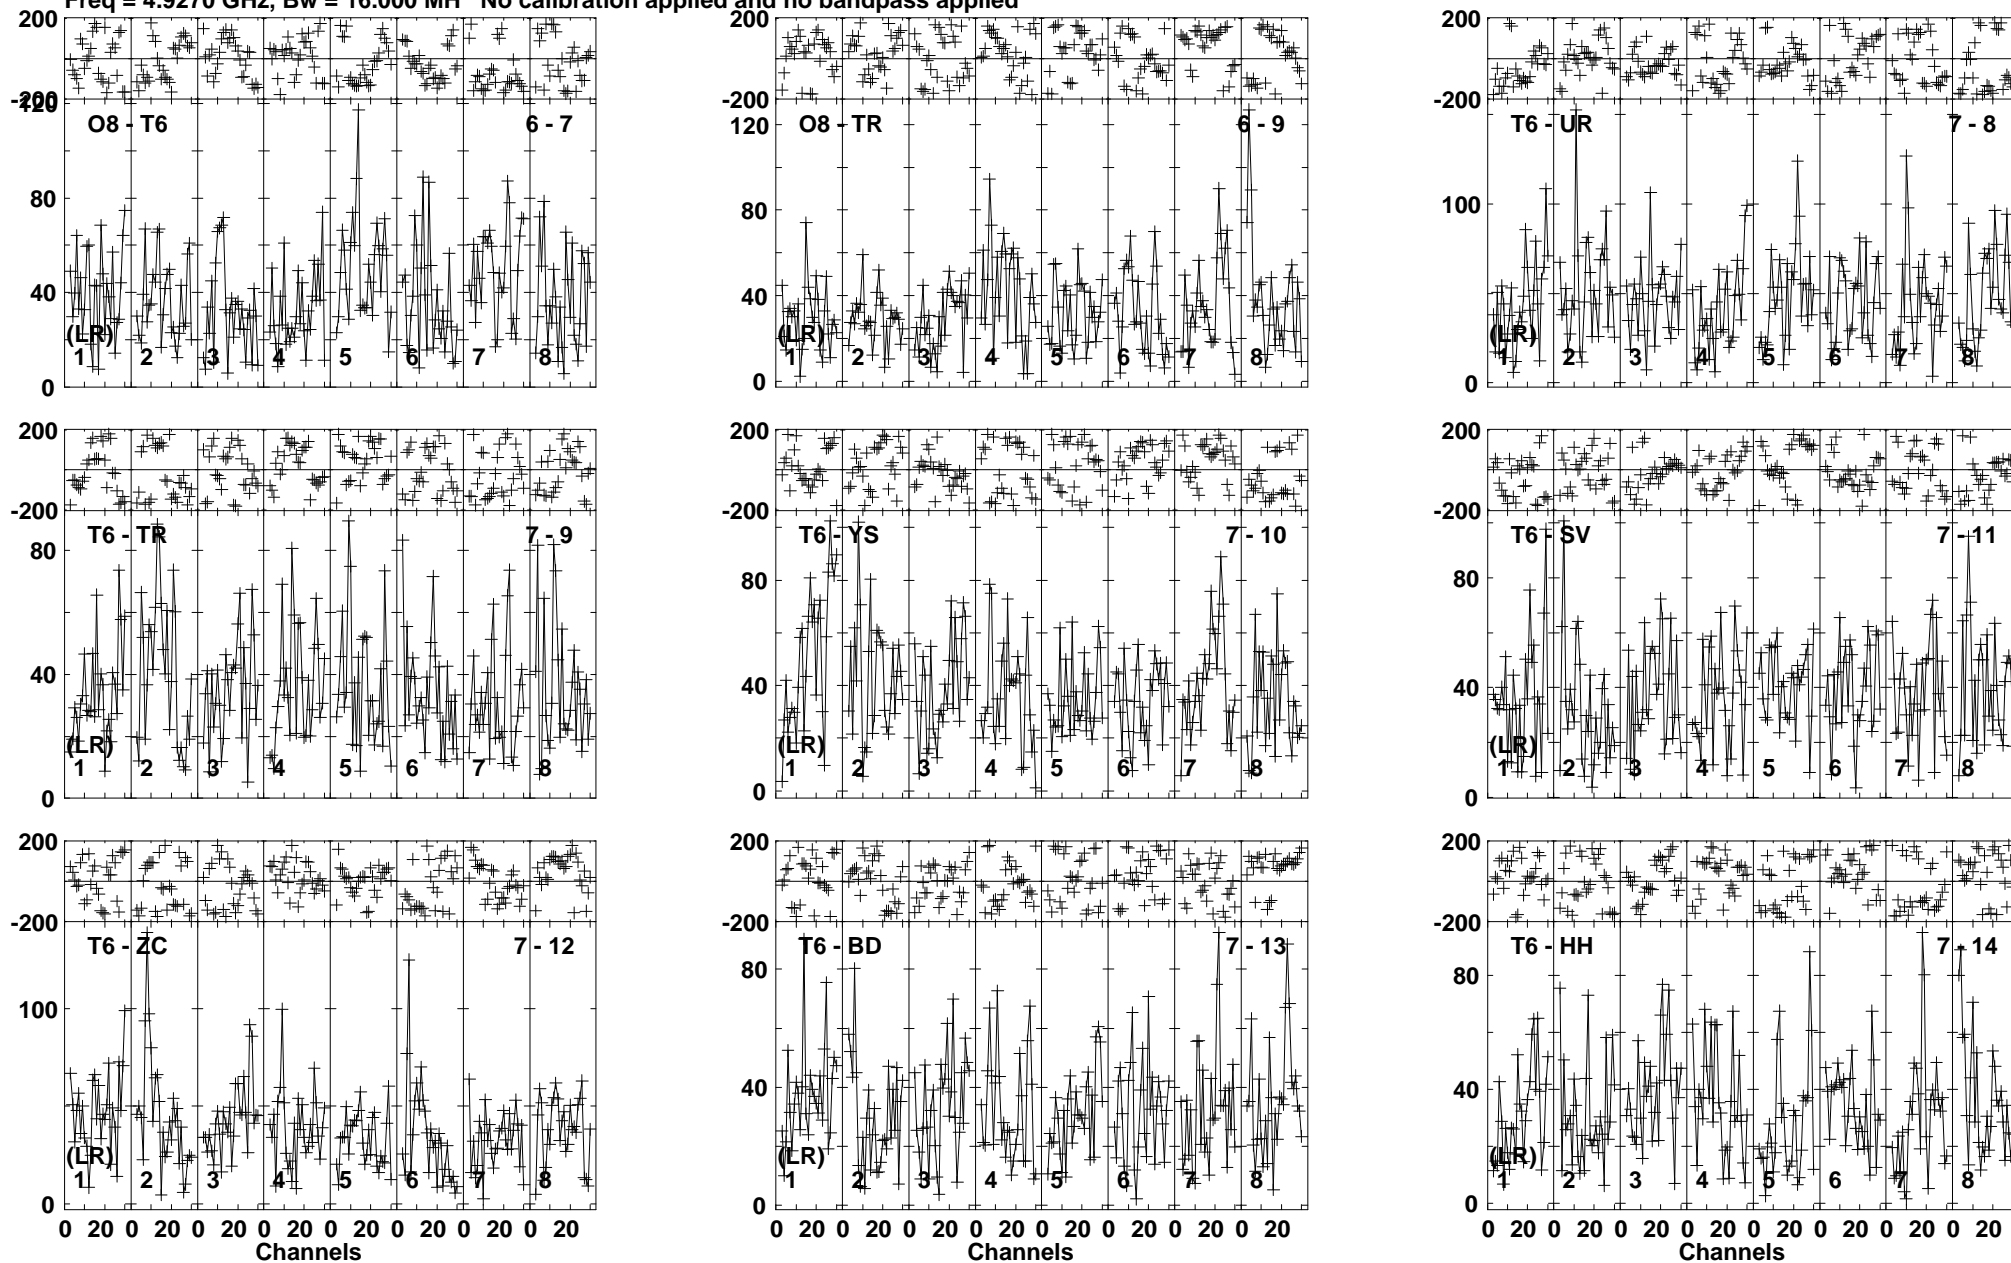 Freq = 4.9270 GHz, Bw = 16.000 MH No calibration applied and no bandpass applied
200
-200
120
80
40
0
O8 - T6
6 - 7
(LR)
1 2 3 4 5 6 7 8
200
-200
120
80
40
0
O8 - TR
6 - 9
(LR)
1 2 3 4 5 6 7 8
200
-200
100
0
T6 - UR
7 - 8
(LR)
1 2 3 4 5 6 7 8
200
-200
80
40
0
T6 - TR
7 - 9
(LR)
1 2 3 4 5 6 7 8
200
-200
80
40
0
T6 - YS
7 - 10
(LR)
1 2 3 4 5 6 7 8
200
-200
80
40
0
T6 - SV
7 - 11
(LR)
1 2 3 4 5 6 7 8
200
-200
100
0
T6 - ZC
7 - 12
(LR)
1 2 3 4 5 6 7 8
0 20 0 20 0 20 0 20 0 20 0 20 0 20 0 20
Channels
200
-200
80
40
0
T6 - BD
7 - 13
(LR)
1 2 3 4 5 6 7 8
0 20 0 20 0 20 0 20 0 20 0 20 0 20 0 20
Channels
200
-200
80
40
0
T6 - HH
7 - 14
(LR)
1 2 3 4 5 6 7 8
0 20 0 20 0 20 0 20 0 20 0 20 0 20 0 20
Channels